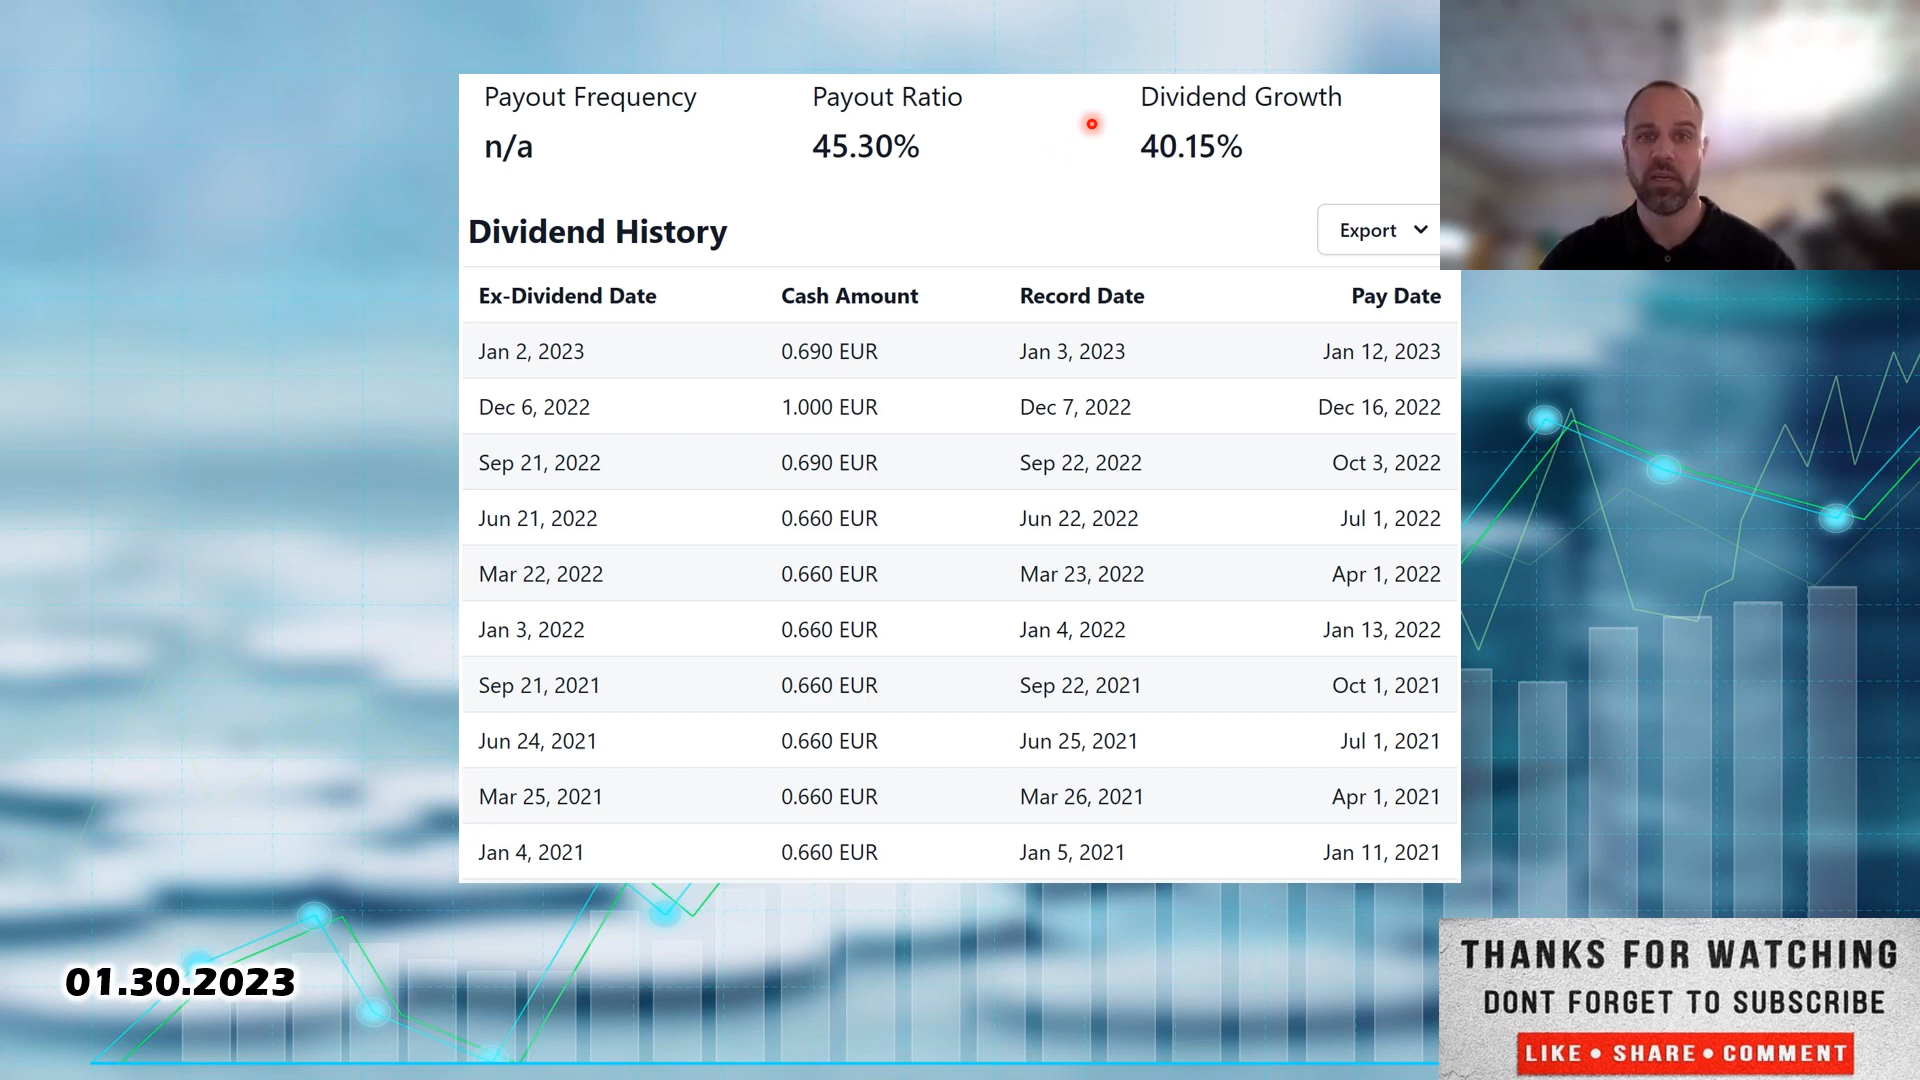 Payout Frequency Payout Ratio Dividend Growth
n/a 45.30% 40.15%
Dividend History Export
Ex-Dividend Date Cash Amount Record Date Pay Date
Jan 2, 2023 0.690 EUR Jan 3, 2023 Jan 12, 2023
Dec 6, 2022 1.000 EUR Dec 7, 2022 Dec 16, 2022
Sep 21, 2022 0.690 EUR Sep 22, 2022 Oct 3, 2022
Jun 21, 2022 0.660 EUR Jun 22, 2022 Jul 1, 2022
Mar 22, 2022 0.660 EUR Mar 23, 2022 Apr 1, 2022
Jan 3, 2022 0.660 EUR Jan 4, 2022 Jan 13, 2022
Sep 21, 2021 0.660 EUR Sep 22, 2021 Oct 1, 2021
Jun 24, 2021 0.660 EUR Jun 25, 2021 Jul 1, 2021
Mar 25, 2021 0.660 EUR Mar 26, 2021 Apr 1, 2021
Jan 4, 2021 0.660 EUR Jan 5, 2021 Jan 11, 2021
01.30.2023
THANKS FOR WATCHING
DONT FORGET TO SUBSCRIBE
LIKE • SHARE • COMMENT